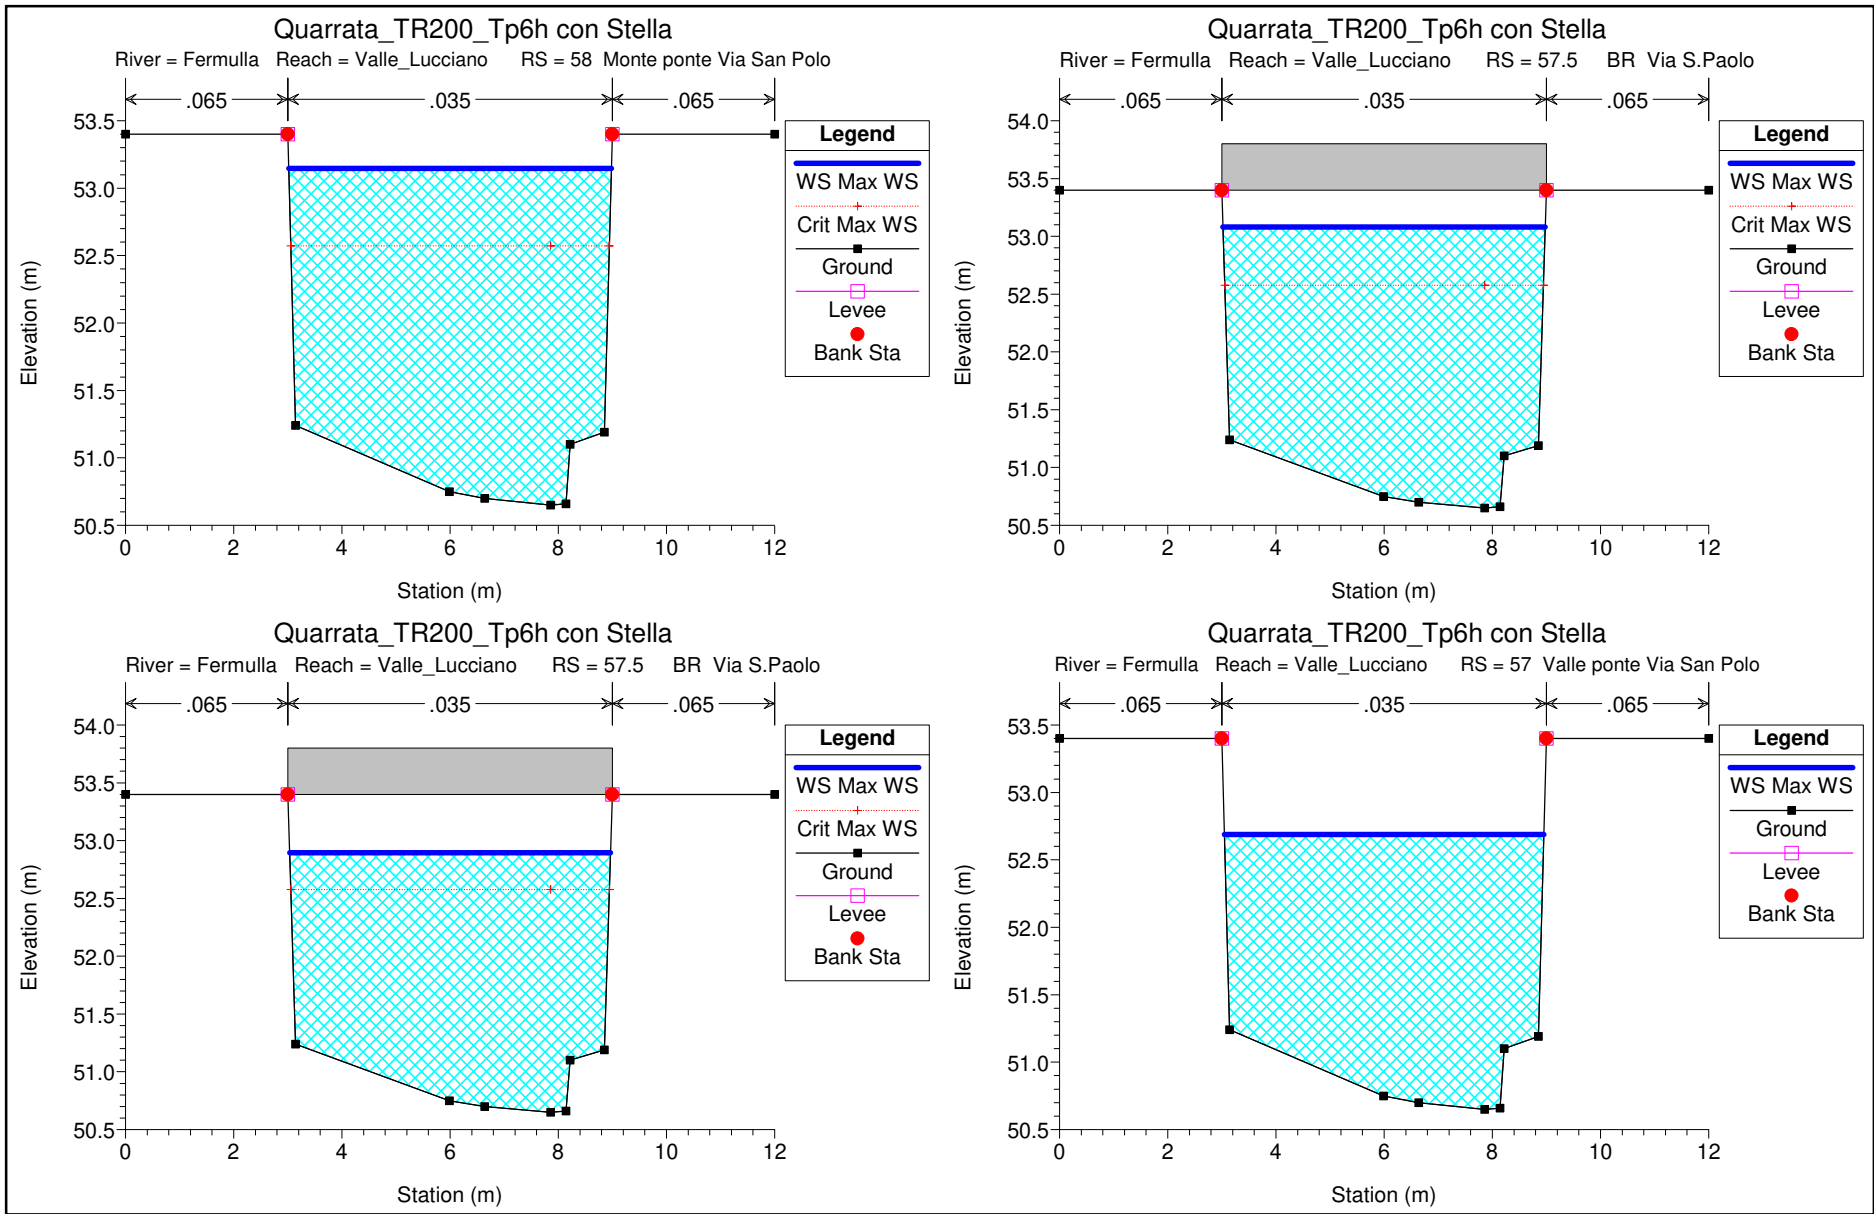 Quarrata_TR200_Tp6h con Stella
River = Fermulla Reach = Valle_Lucciano RS = 58 Monte ponte Via San Polo
.065 .035 .065
53.5
53.0
52.5
52.0
51.5
51.0
50.5
Elevation (m)
0 2 4 6 8 10 12
Station (m)
Legend
WS Max WS
Crit Max WS
Ground
Levee
Bank Sta
Quarrata_TR200_Tp6h con Stella
River = Fermulla Reach = Valle_Lucciano RS = 57.5 BR Via S.Paolo
.065 .035 .065
54.0
53.5
53.0
52.5
52.0
51.5
51.0
50.5
Elevation (m)
0 2 4 6 8 10 12
Station (m)
Legend
WS Max WS
Crit Max WS
Ground
Levee
Bank Sta
Quarrata_TR200_Tp6h con Stella
River = Fermulla Reach = Valle_Lucciano RS = 57.5 BR Via S.Paolo
.065 .035 .065
54.0
53.5
53.0
52.5
52.0
51.5
51.0
50.5
Elevation (m)
0 2 4 6 8 10 12
Station (m)
Legend
WS Max WS
Crit Max WS
Ground
Levee
Bank Sta
Quarrata_TR200_Tp6h con Stella
River = Fermulla Reach = Valle_Lucciano RS = 57 Valle ponte Via San Polo
.065 .035 .065
53.5
53.0
52.5
52.0
51.5
51.0
50.5
Elevation (m)
0 2 4 6 8 10 12
Station (m)
Legend
WS Max WS
Ground
Levee
Bank Sta